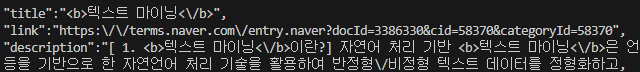 "title":"<b>텍스트 마이닝<\/b>",
"link":"https:\/\/terms.naver.com\/entry.naver?docId=3386330&cid=58370&categoryId=58370",
"description":"[ 1. <b>텍스트 마이닝<\/b>이란?] 자연어 처리 기반 <b>텍스트 마이닝<\/b>은 언
등을 기반으로 한 자연언어 처리 기술을 활용하여 반정형\/비정형 텍스트 데이터를 정형화하고,